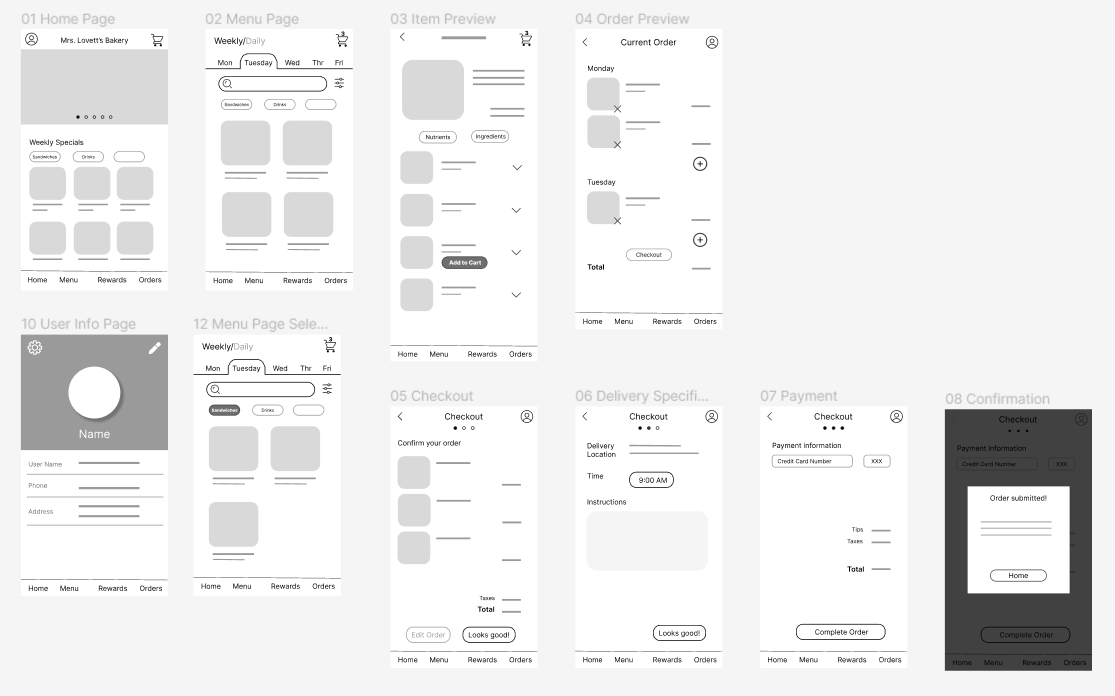 01 Home Page
Mrs. Lovett's Bakery
Weekly Specials
Sandwiches
Drinks
Home Menu Rewards Orders
02 Menu Page
Weekly/Daily
3
Mon Tuesday Wed Thr Fri
Sandwiches
Drinks
Home Menu Rewards Orders
03 Item Preview
3
Nutrients
Ingredients
Add to Cart
Home Menu Rewards Orders
04 Order Preview
Current Order
Monday
Tuesday
Checkout
Total
Home Menu Rewards Orders
10 User Info Page
Name
User Name
Phone
Address
Home Menu Rewards Orders
12 Menu Page Sele...
Weekly/Daily
3
Mon Tuesday Wed Thr Fri
Sandwiches
Drinks
Home Menu Rewards Orders
05 Checkout
Checkout
Confirm your order
Taxes
Total
Edit Order
Looks good!
Home Menu Rewards Orders
06 Delivery Specifi...
Checkout
Delivery
Location
Time
9:00 AM
Instructions
Looks good!
Home Menu Rewards Orders
07 Payment
Checkout
Payment information
Credit Card Number
XXX
Tips
Taxes
Total
Complete Order
Home Menu Rewards Orders
08 Confirmation
Checkout
Payment information
Credit Card Number
XXX
Order submitted!
Home
Complete Order
Home Menu Rewards Orders